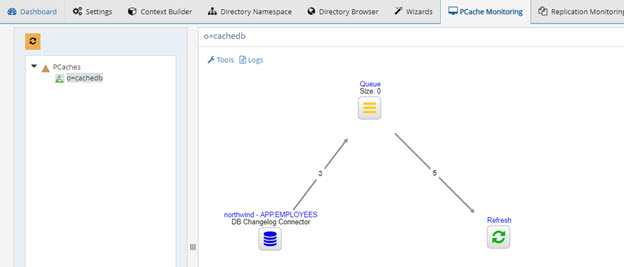 Dashboard
Settings
Context Builder
Directory Namespace
Directory Browser
Wizards
PCache Monitoring
Replication Monitoring
o=cachedb
PCaches
o=cachedb
Tools
Logs
Queue
Size: 0
3
5
northwind - APP.EMPLOYEES
DB Changelog Connector
Refresh